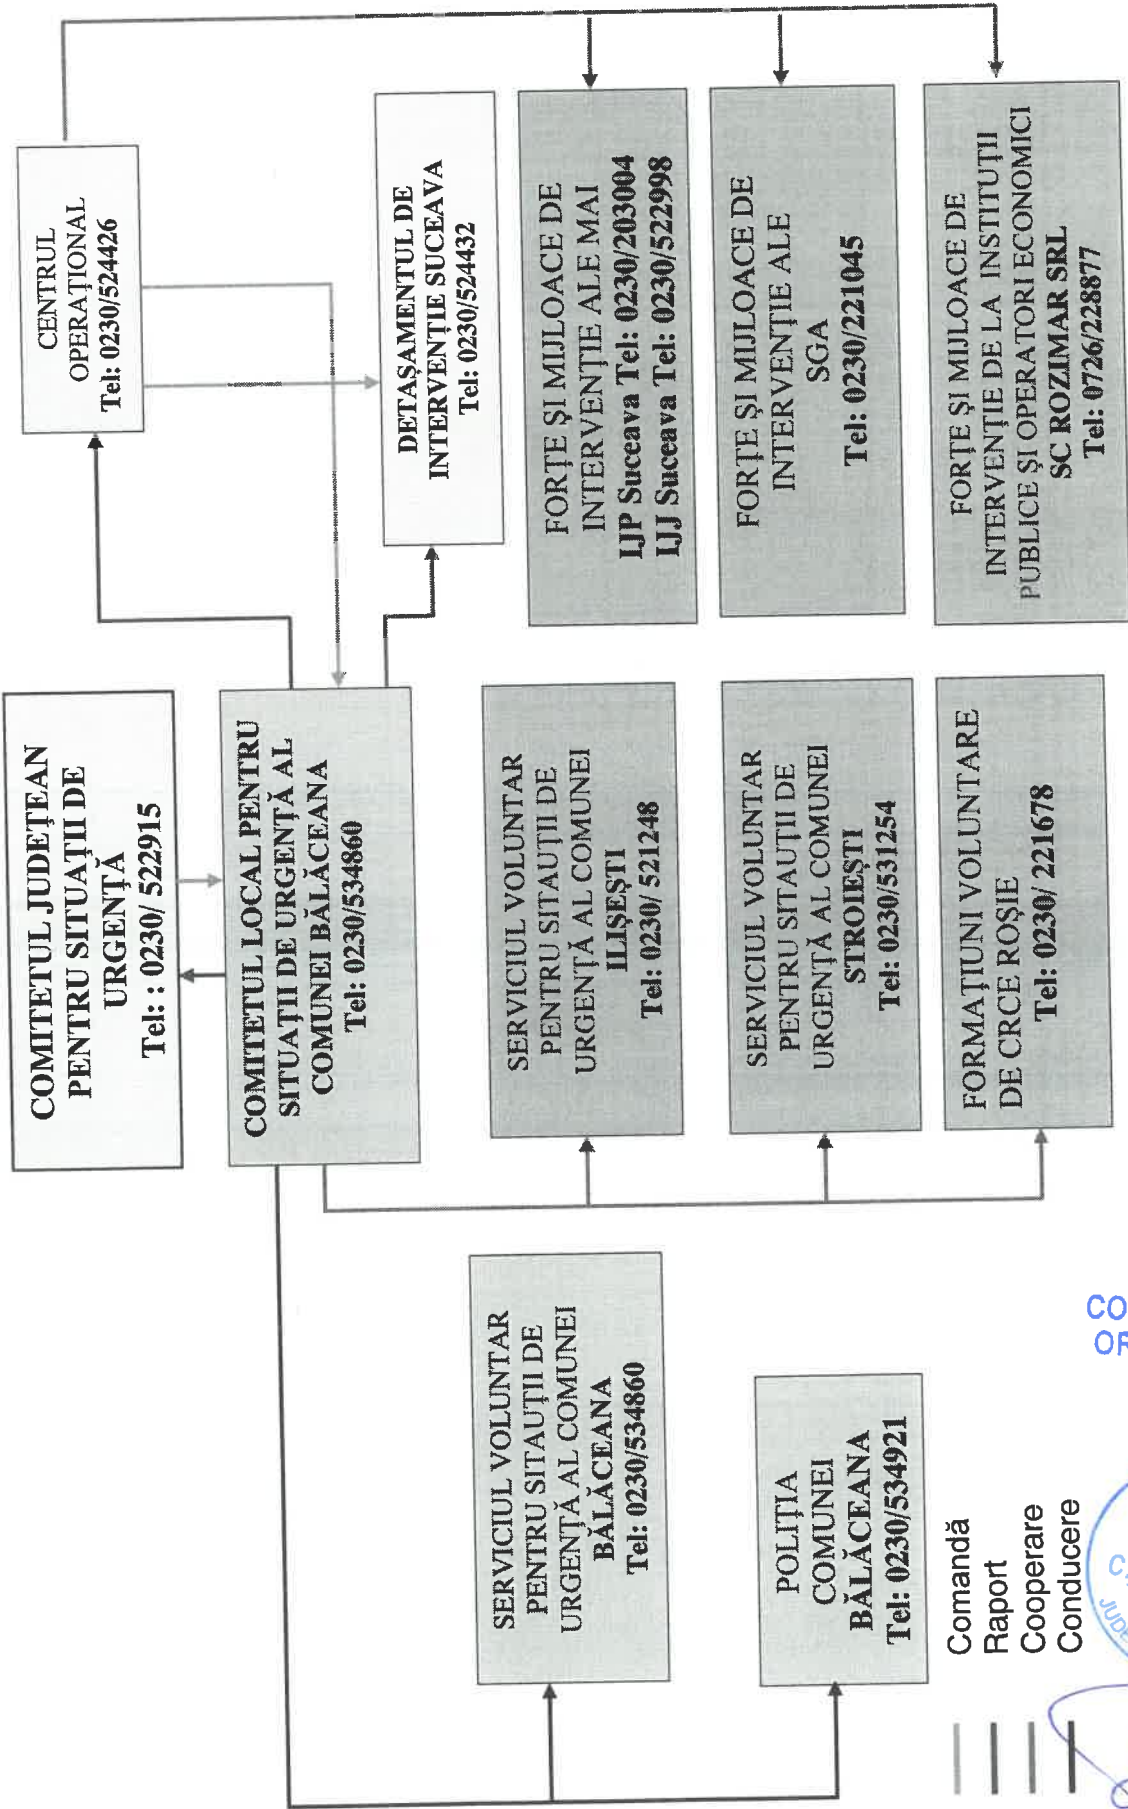 COMITETUL JUDEȚEAN
PENTRU SITUAȚII DE
URGENȚĂ
Tel: : 0230/ 522915
CENTRUL
OPERAȚIONAL
Tel: 0230/524426
COMITETUL LOCAL PENTRU
SITUAȚII DE URGENȚĂ AL
COMUNEI BĂLĂCEANA
Tel: 0230/534860
DETAȘAMENTUL DE
INTERVENȚIE SUCEAVA
Tel: 0230/524432
SERVICIUL VOLUNTAR
PENTRU SITAUȚII DE
URGENȚĂ AL COMUNEI
BĂLĂCEANA
Tel: 0230/534860
SERVICIUL VOLUNTAR
PENTRU SITAUȚII DE
URGENȚĂ AL COMUNEI
ILIȘEȘTI
Tel: 0230/ 521248
FORȚE ȘI MIJLOACE DE
INTERVENȚIE ALE MAI
IJP Suceava Tel: 0230/203004
IJJ Suceava Tel: 0230/522998
POLIȚIA
COMUNEI
BĂLĂCEANA
Tel: 0230/534921
SERVICIUL VOLUNTAR
PENTRU SITAUȚII DE
URGENȚĂ AL COMUNEI
STROIEȘTI
Tel: 0230/531254
FORȚE ȘI MIJLOACE DE
INTERVENȚIE ALE
SGA
Tel: 0230/221045
FORMAȚIUNI VOLUNTARE
DE CRCE ROȘIE
Tel: 0230/ 221678
FORȚE ȘI MIJLOACE DE
INTERVENȚIE DE LA INSTITUȚII
PUBLICE ȘI OPERATORI ECONOMICI
SC ROZIMAR SRL
Tel: 0726/228877
Comandă
Raport
Cooperare
Conducere
CO
OR